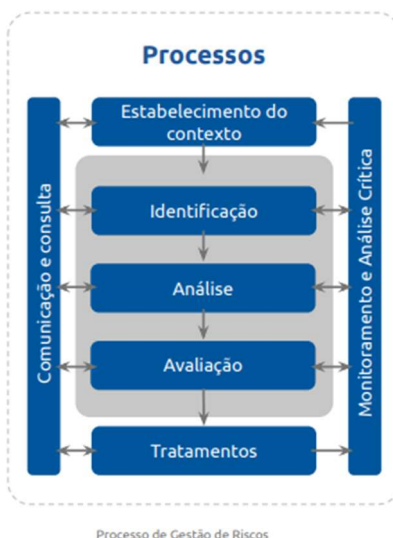 Processos
Estabelecimento do
contexto
Comunicação e consulta
Identificação
Análise
Avaliação
Monitoramento e Análise Crítica
Tratamentos
Processo de Gestão de Riscos